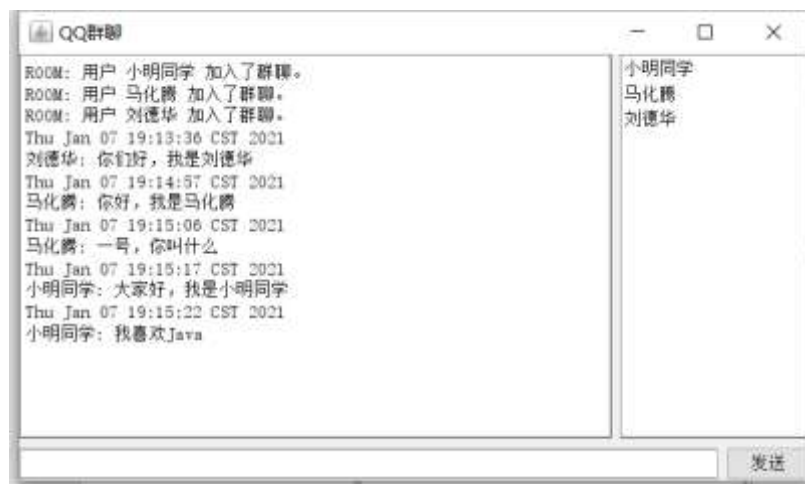 QQ群聊
ROOM: 用户 小明同学 加入了群聊。
ROOM: 用户 马化腾 加入了群聊。
ROOM: 用户 刘德华 加入了群聊。
Thu Jan 07 19:13:36 CST 2021
刘德华: 你们好，我是刘德华
Thu Jan 07 19:14:57 CST 2021
马化腾: 你好，我是马化腾
Thu Jan 07 19:15:06 CST 2021
马化腾: 一号，你叫什么
Thu Jan 07 19:15:17 CST 2021
小明同学: 大家好，我是小明同学
Thu Jan 07 19:15:22 CST 2021
小明同学: 我喜欢Java
小明同学
马化腾
刘德华
发送